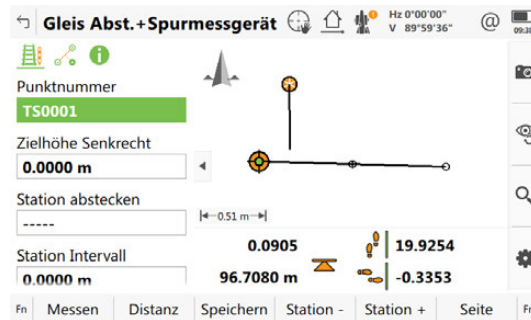 Gleis Abst.+Spurmessgerät Hz 0°00'00" @
V 89°59'36"
Punktnummer
TS0001
Zielhöhe Senkrecht
0.0000 m
Station abstecken
-----
0.51 m
Station Intervall
0.0000 m
0.0905 19.9254
96.7080 m -0.3353
Fn Messen Distanz Speichern Station - Station + Seite